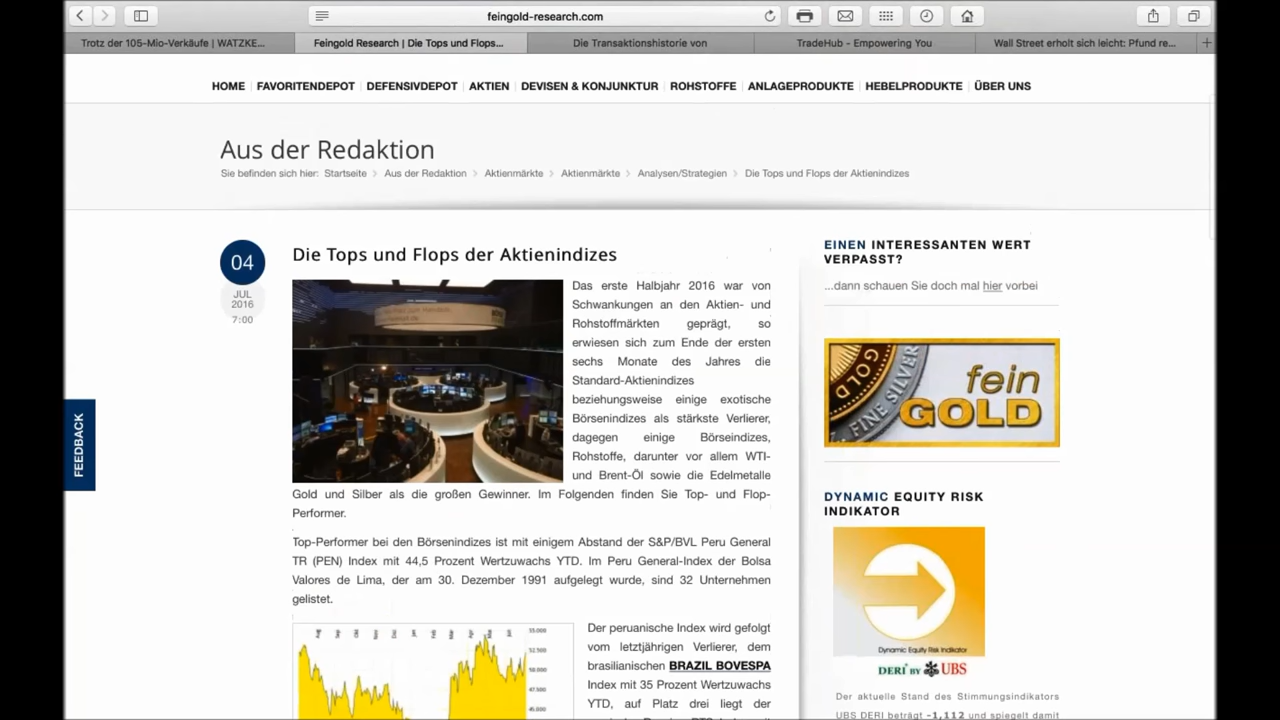 feingold-research.com
Trotz der 105-Mio-Verkäufe | WATZKE...
Feingold Research | Die Tops und Flops...
Die Transaktionshistorie von
TradeHub - Empowering You
Wall Street erholt sich leicht: Pfund re...
HOME
FAVORITENDEPOT
DEFENSIVDEPOT
AKTIEN
DEVISEN & KONJUNKTUR
ROHSTOFFE
ANLAGEPRODUKTE
HEBELPRODUKTE
ÜBER UNS
Aus der Redaktion
Sie befinden sich hier: Startseite > Aus der Redaktion > Aktienmärkte > Aktienmärkte > Analysen/Strategien > Die Tops und Flops der Aktienindizes
04
JUL
2016
7:00
Die Tops und Flops der Aktienindizes
Das erste Halbjahr 2016 war von
Schwankungen an den Aktien- und
Rohstoffmärkten geprägt, so
erwiesen sich zum Ende der ersten
sechs Monate des Jahres die
Standard-Aktienindizes
beziehungsweise einige exotische
Börsenindizes als stärkste Verlierer,
dagegen einige Börseindizes,
Rohstoffe, darunter vor allem WTI-
und Brent-Öl sowie die Edelmetalle
Gold und Silber als die großen Gewinner. Im Folgenden finden Sie Top- und Flop-
Performer.
Top-Performer bei den Börsenindizes ist mit einigem Abstand der S&P/BVL Peru General
TR (PEN) Index mit 44,5 Prozent Wertzuwachs YTD. Im Peru General-Index der Bolsa
Valores de Lima, der am 30. Dezember 1991 aufgelegt wurde, sind 32 Unternehmen
gelistet.
Der peruanische Index wird gefolgt
vom letztjährigen Verlierer, dem
brasilianischen BRAZIL BOVESPA
Index mit 35 Prozent Wertzuwachs
YTD, auf Platz drei liegt der
55.000
52.500
50.000
47.500
45.000
FEEDBACK
EINEN INTERESSANTEN WERT
VERPASST?
...dann schauen Sie doch mal hier vorbei
GOLD
FINE SILVER
fein
GOLD
DYNAMIC EQUITY RISK
INDIKATOR
Dynamic Equity Risk Indikator
DERI BY UBS
Der aktuelle Stand des Stimmungsindikators
UBS DERI beträgt -1,112 und spiegelt damit